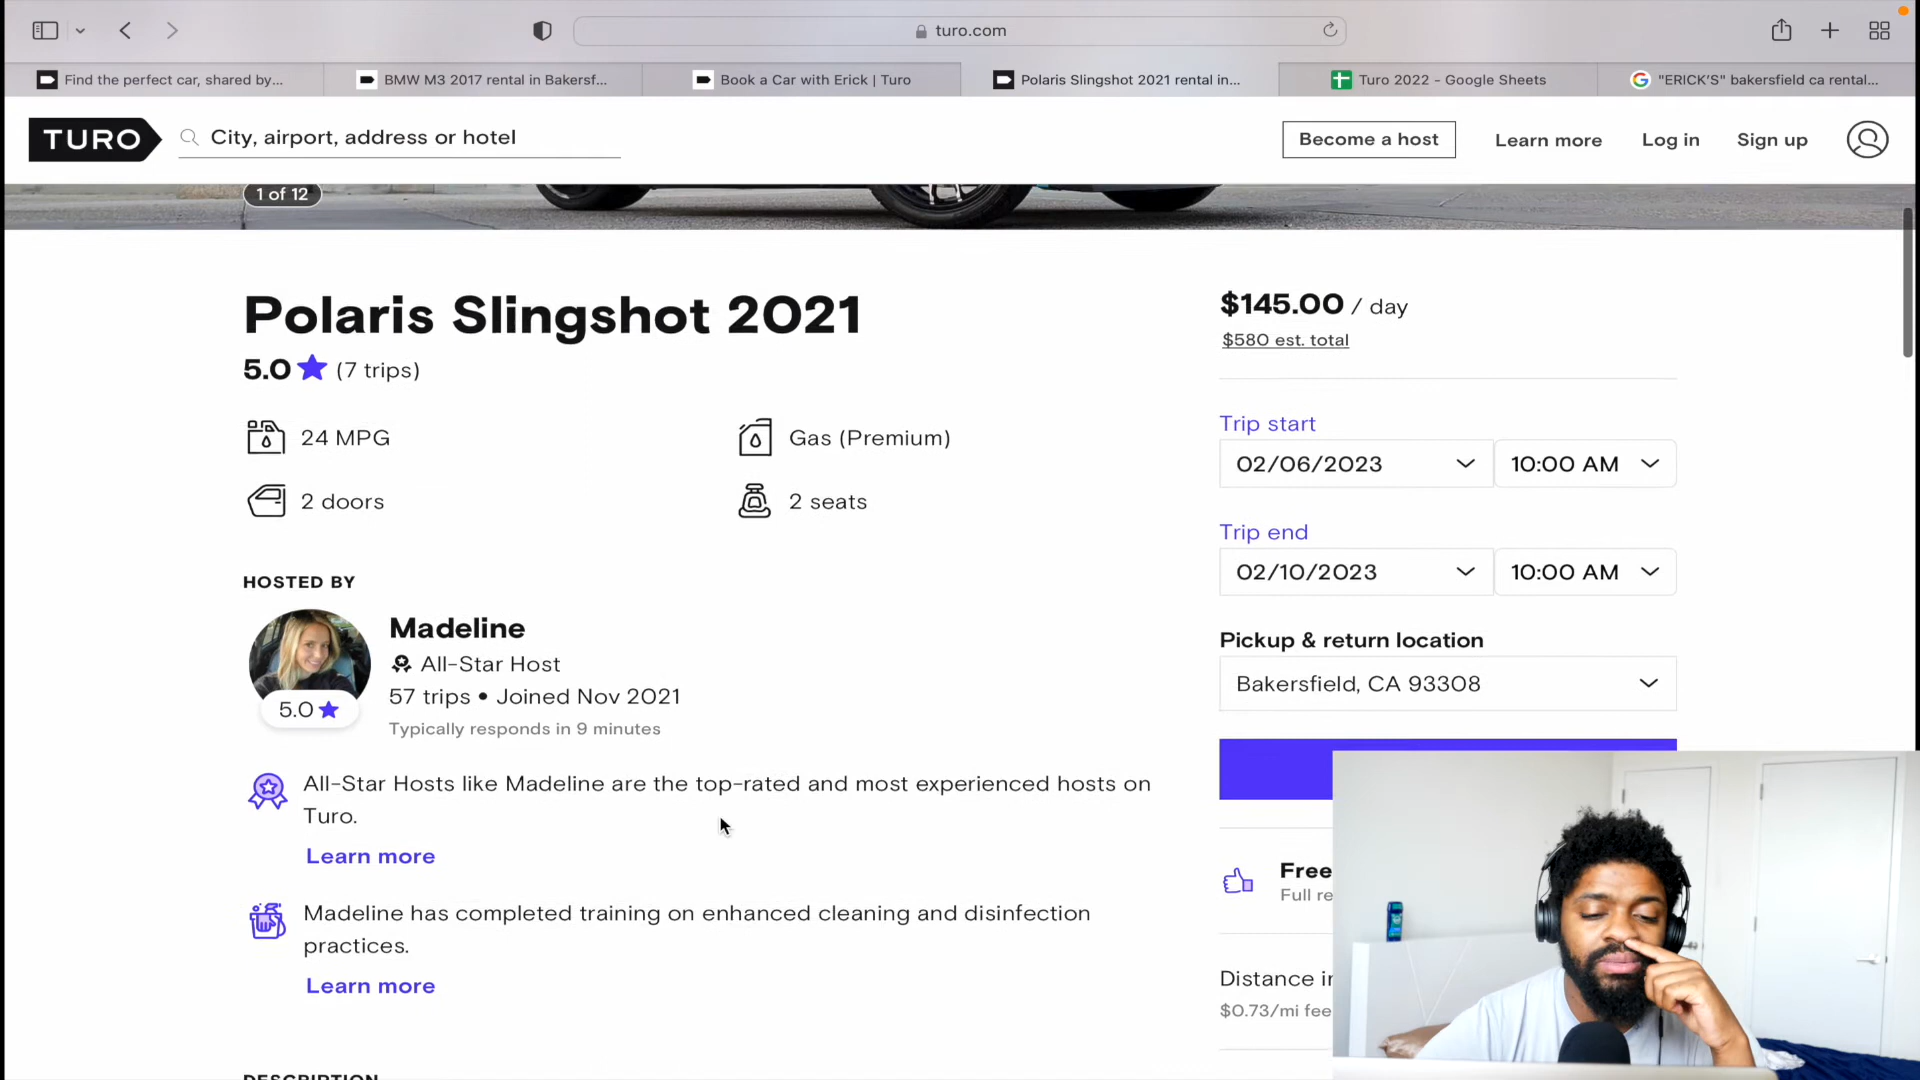 turo.com
Find the perfect car, shared by...
BMW M3 2017 rental in Bakersf...
Book a Car with Erick | Turo
Polaris Slingshot 2021 rental in...
Turo 2022 - Google Sheets
"ERICK'S" bakersfield ca rental...
TURO
City, airport, address or hotel
Become a host
Learn more
Log in
Sign up
1 of 12
Polaris Slingshot 2021
5.0 (7 trips)
24 MPG
Gas (Premium)
2 doors
2 seats
HOSTED BY
Madeline
All-Star Host
57 trips • Joined Nov 2021
Typically responds in 9 minutes
5.0
All-Star Hosts like Madeline are the top-rated and most experienced hosts on
Turo.
Learn more
Madeline has completed training on enhanced cleaning and disinfection
practices.
Learn more
DESCRIPTION
$145.00 / day
$580 est. total
Trip start
02/06/2023
10:00 AM
Trip end
02/10/2023
10:00 AM
Pickup & return location
Bakersfield, CA 93308
Free
Full re
Distance in
$0.73/mi fee